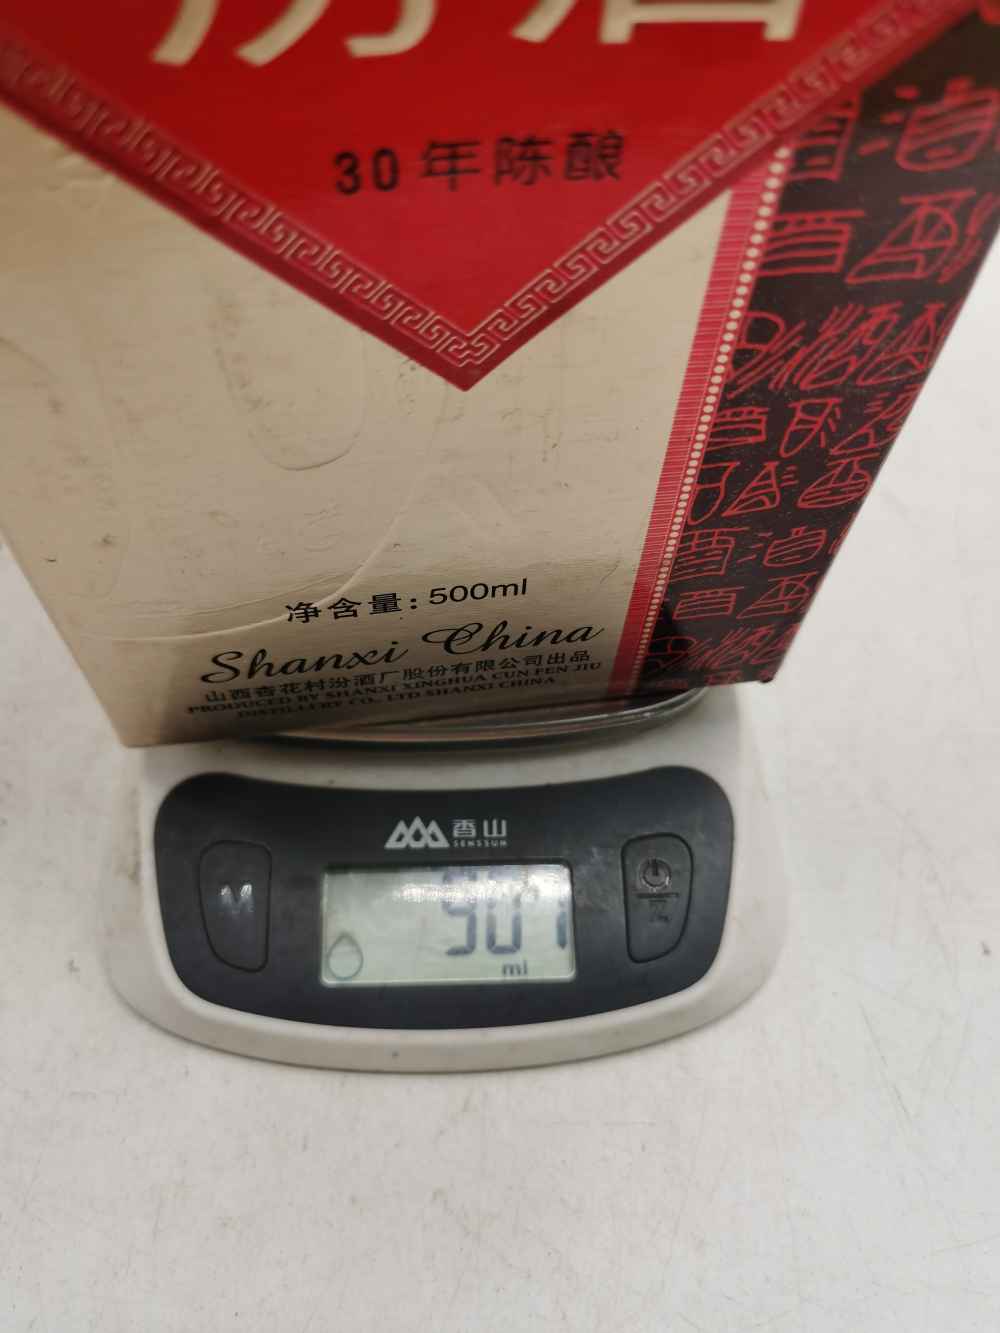 汾酒
30年陈酿
净含量:500ml
Shanxi China
山西杏花村汾酒厂股份有限公司出品
PRODUCED BY SHANXI XINGHUA CUN FEN JIU
DISTILLERY CO., LTD SHANXI CHINA
香山
SENSSUN
907
ml